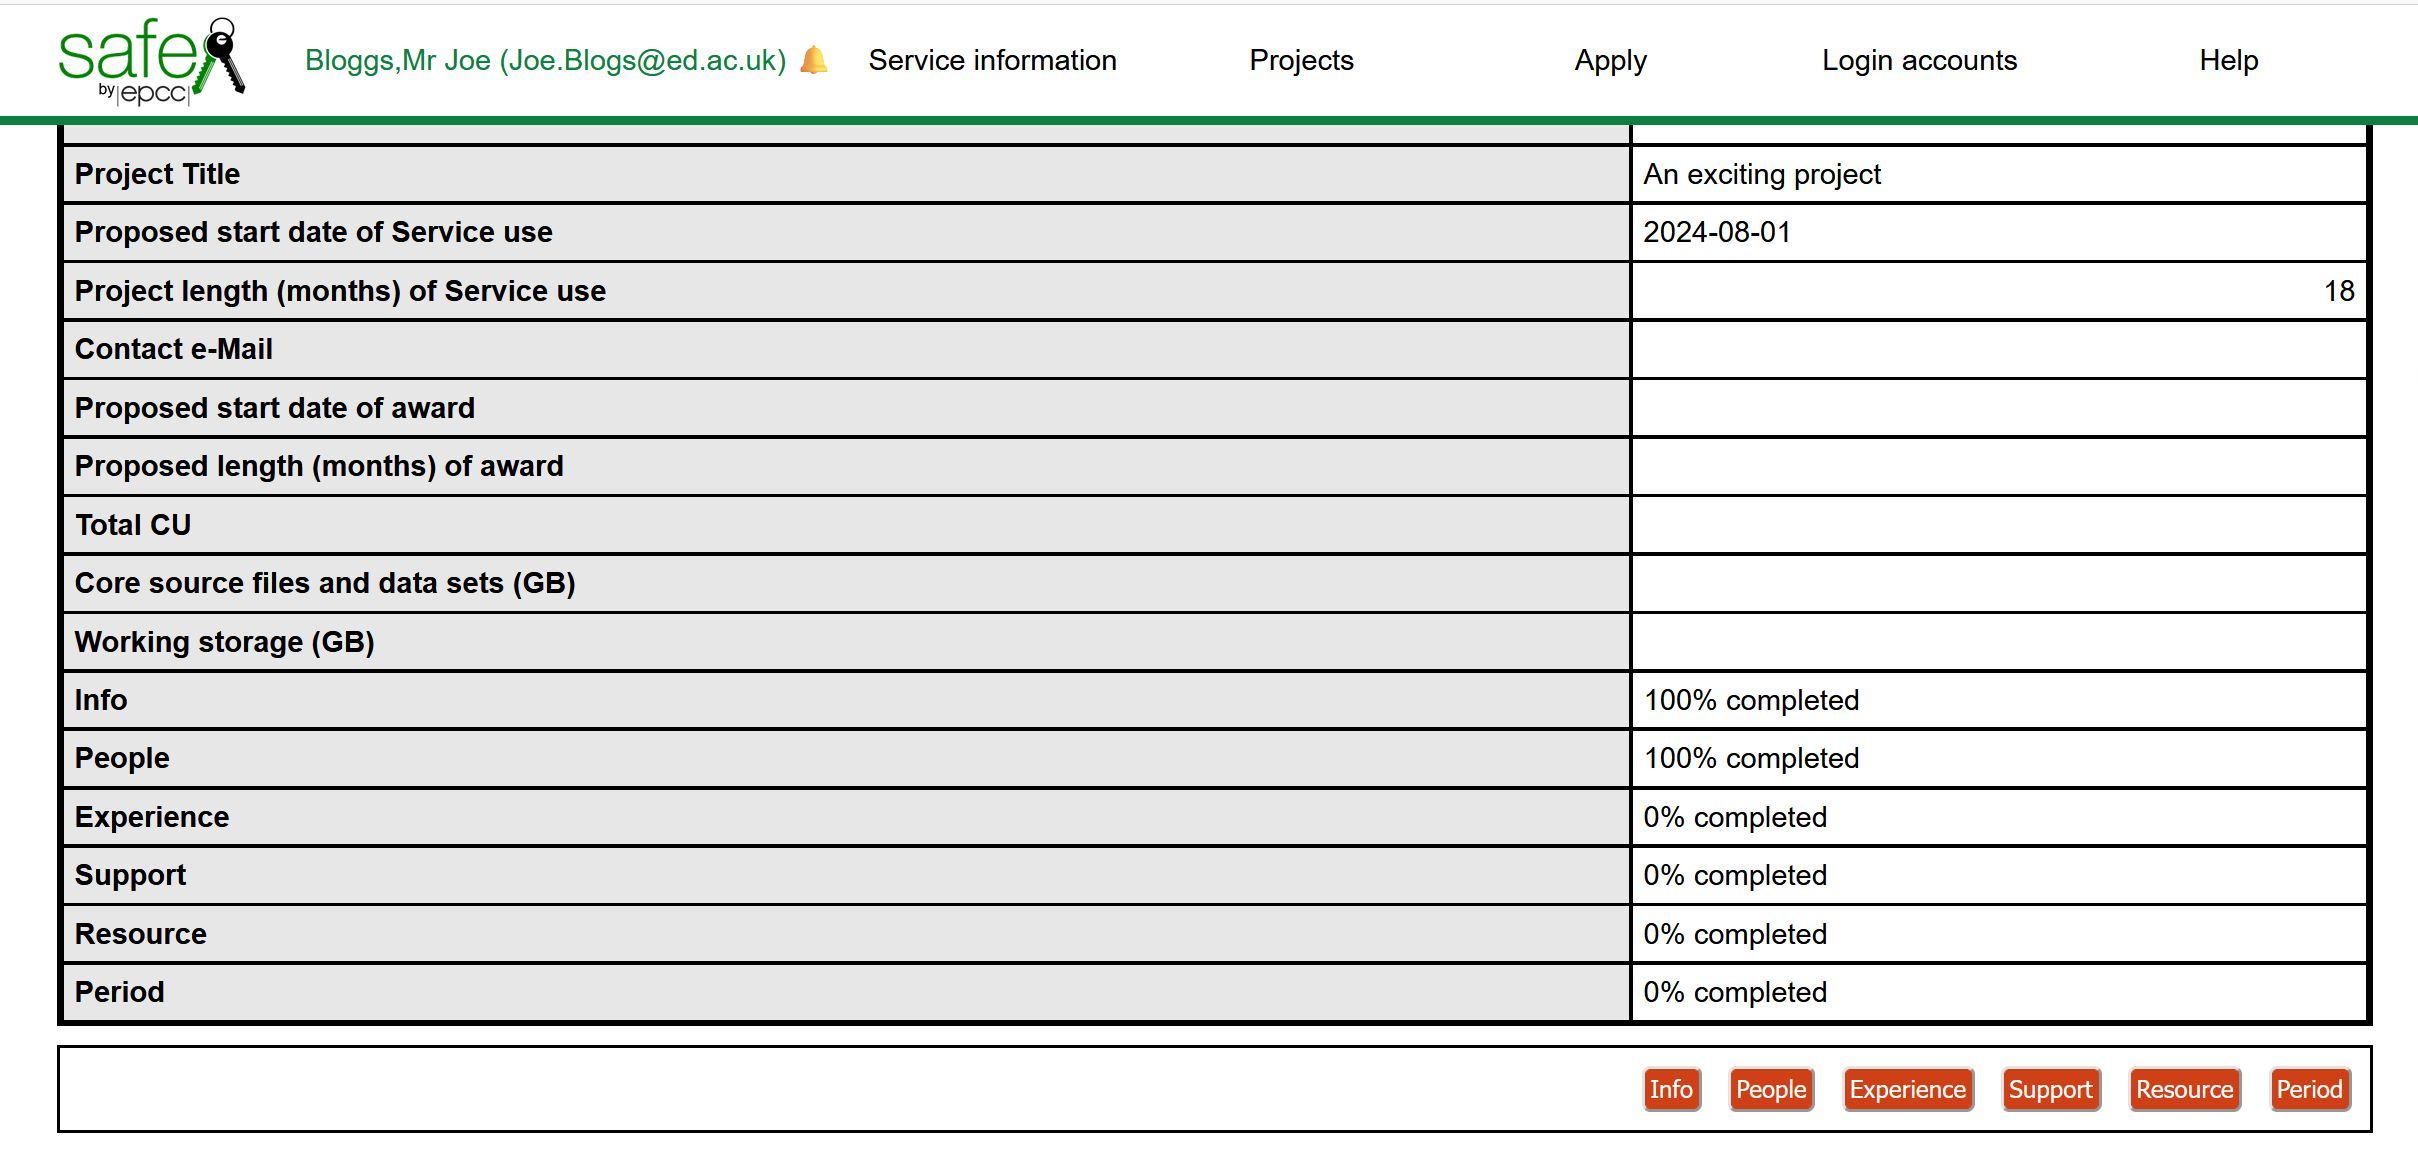 safe
by |epcc|
Bloggs,Mr Joe (Joe.Blogs@ed.ac.uk) 🔔 Service information Projects Apply Login accounts Help
Project Title An exciting project
Proposed start date of Service use 2024-08-01
Project length (months) of Service use 18
Contact e-Mail
Proposed start date of award
Proposed length (months) of award
Total CU
Core source files and data sets (GB)
Working storage (GB)
Info 100% completed
People 100% completed
Experience 0% completed
Support 0% completed
Resource 0% completed
Period 0% completed
Info People Experience Support Resource Period